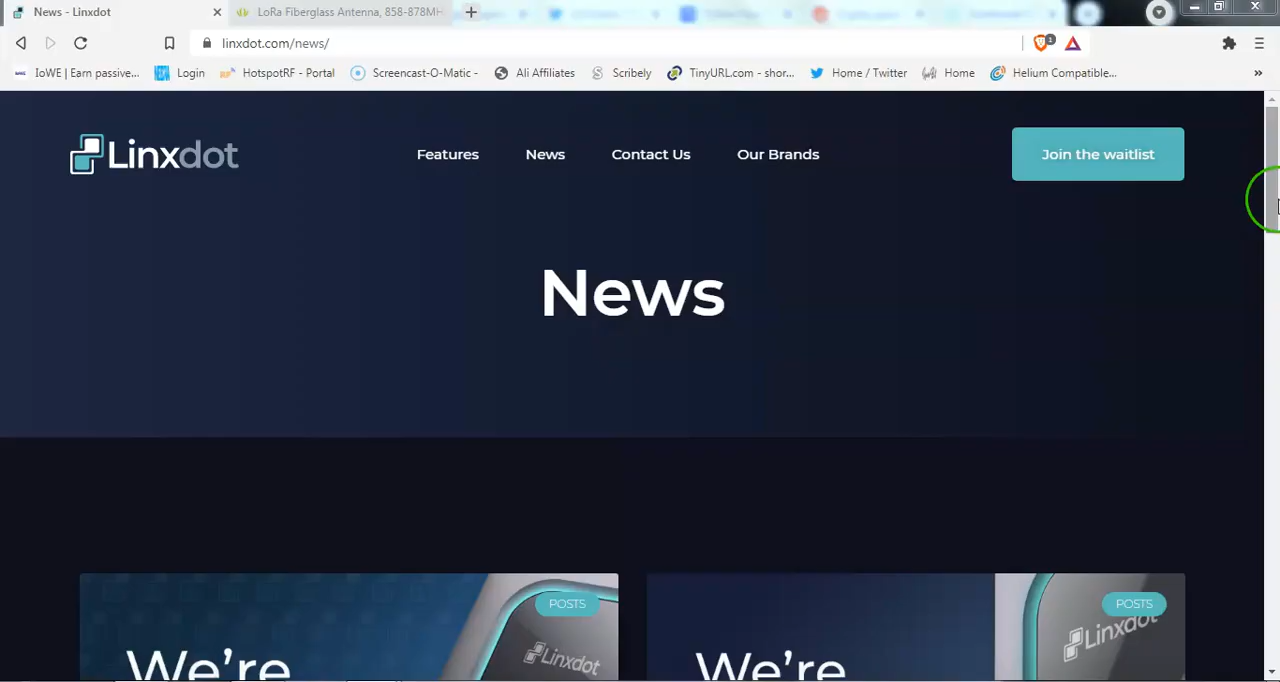 News - Linxdot
LoRa Fiberglass Antenna, 858-878MH
linxdot.com/news/
1
IoWE | Earn passive...
Login
HotspotRF - Portal
Screencast-O-Matic -
Ali Affiliates
Scribely
TinyURL.com - shor...
Home / Twitter
Home
Helium Compatible...
»
Linxdot
Features
News
Contact Us
Our Brands
Join the waitlist
News
POSTS
Linxdot
We're
POSTS
Linxdot
We're